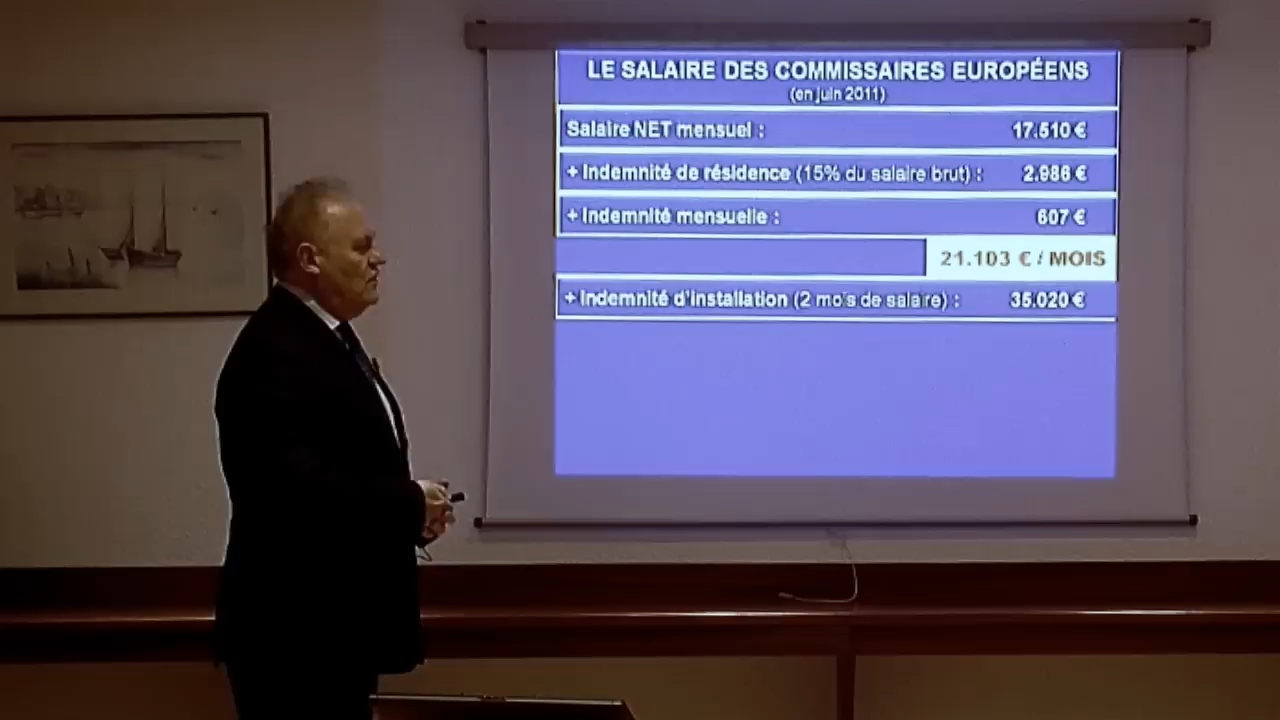 LE SALAIRE DES COMMISSAIRES EUROPÉENS
(en juin 2011)
Salaire NET mensuel : 17.510 €
+ Indemnité de résidence (15% du salaire brut) : 2.986 €
+ Indemnité mensuelle : 607 €
21.103 € / MOIS
+ Indemnité d'installation (2 mois de salaire) : 35.020 €